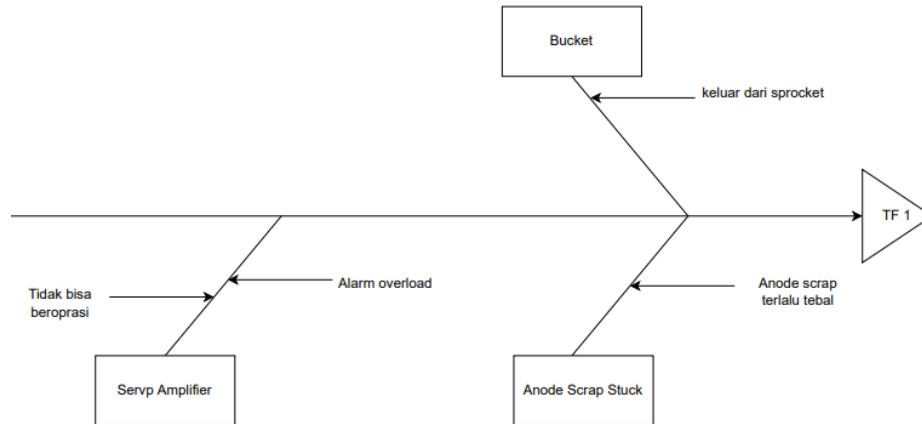 Bucket
keluar dari sprocket
TF 1
Alarm overload
Tidak bisa
beroprasi
Anode scrap
terlalu tebal
Servp Amplifier
Anode Scrap Stuck